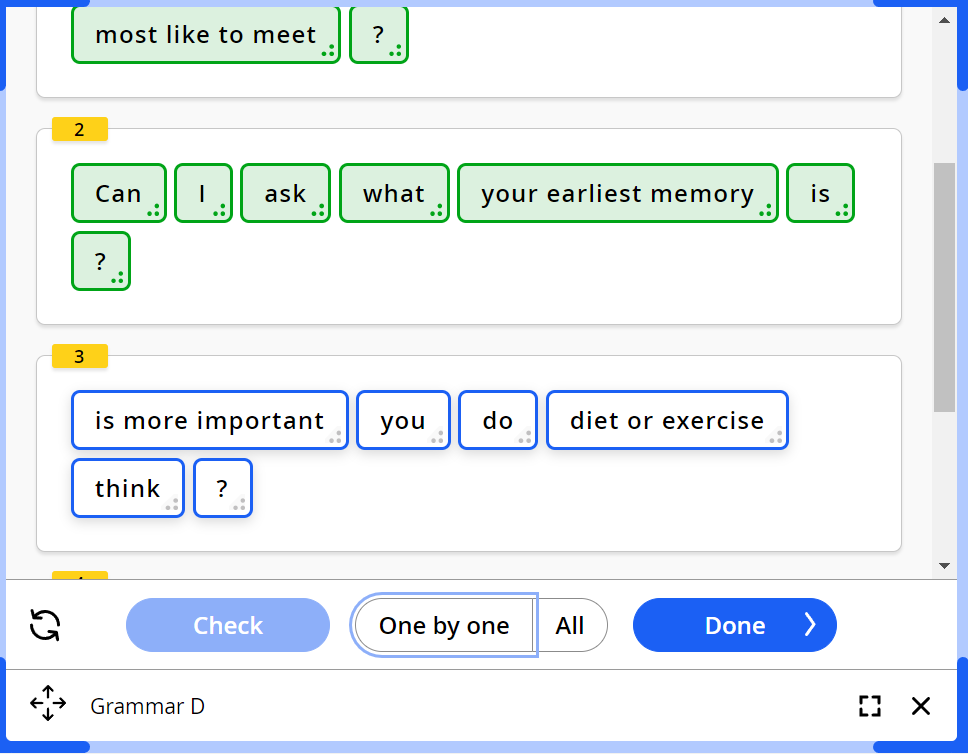 most like to meet ?
2
Can I ask what your earliest memory is
?
3
is more important you do diet or exercise
think ?
Check One by one All Done
Grammar D